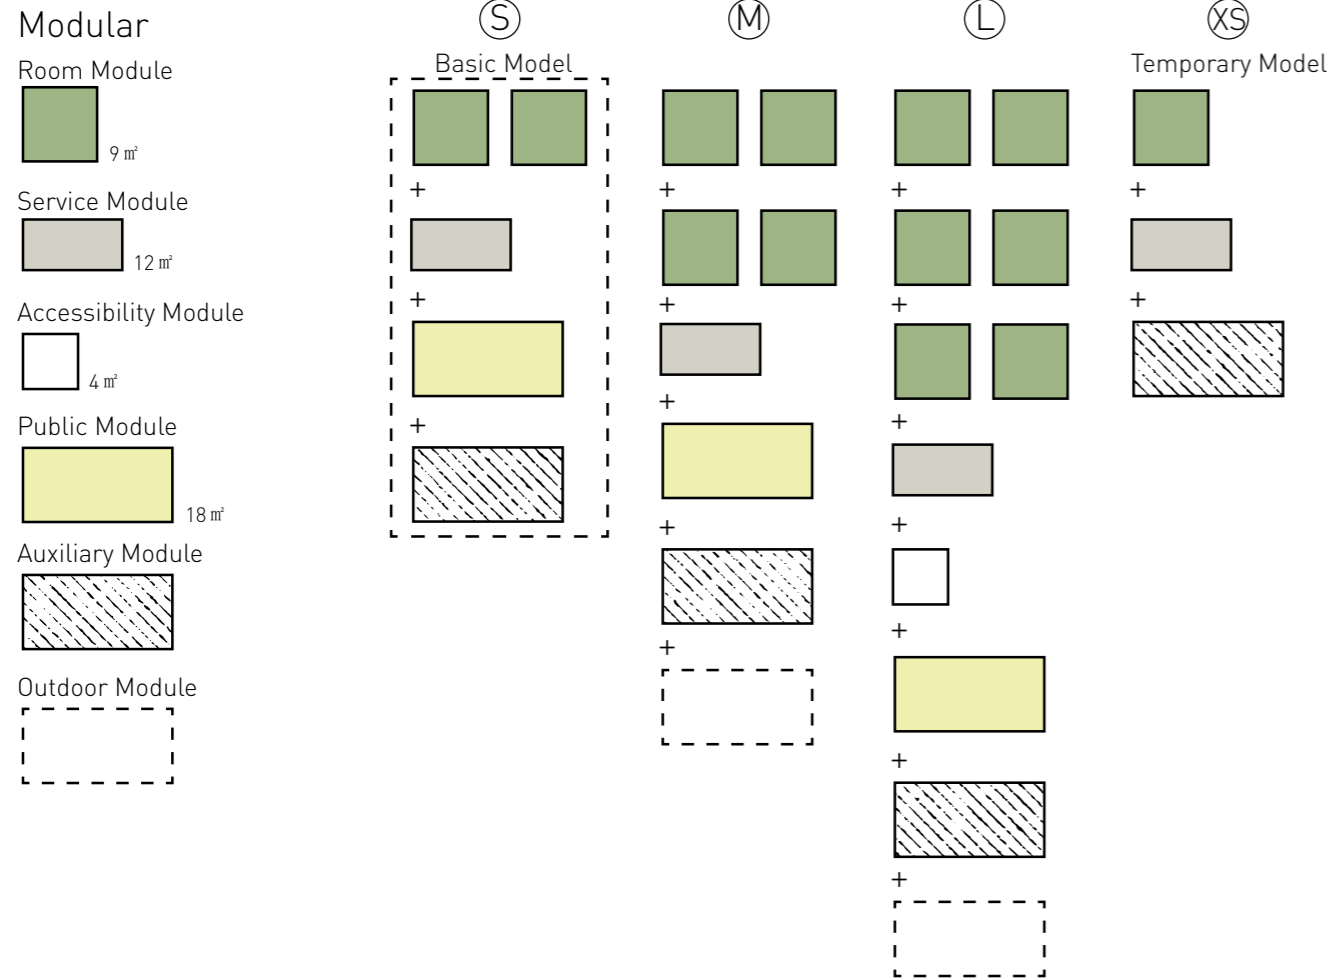 Modular
Room Module
9 ㎡
Service Module
12 ㎡
Accessibility Module
4 ㎡
Public Module
18 ㎡
Auxiliary Module
Outdoor Module
S
Basic Model
+
+
+
M
+
+
+
+
+
L
+
+
+
+
+
+
+
XS
Temporary Model
+
+